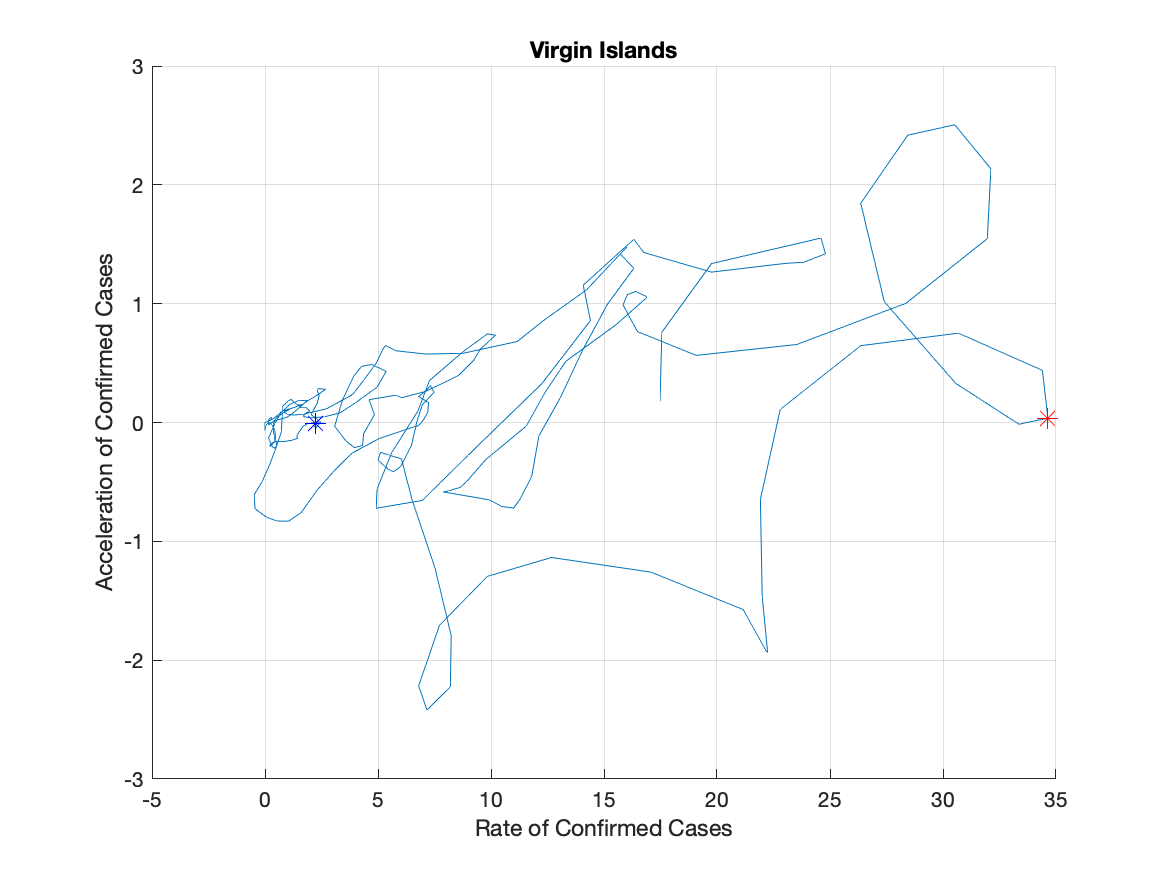 Virgin Islands
3
2
1
0
-1
-2
-3
Acceleration of Confirmed Cases
-5 0 5 10 15 20 25 30 35
Rate of Confirmed Cases